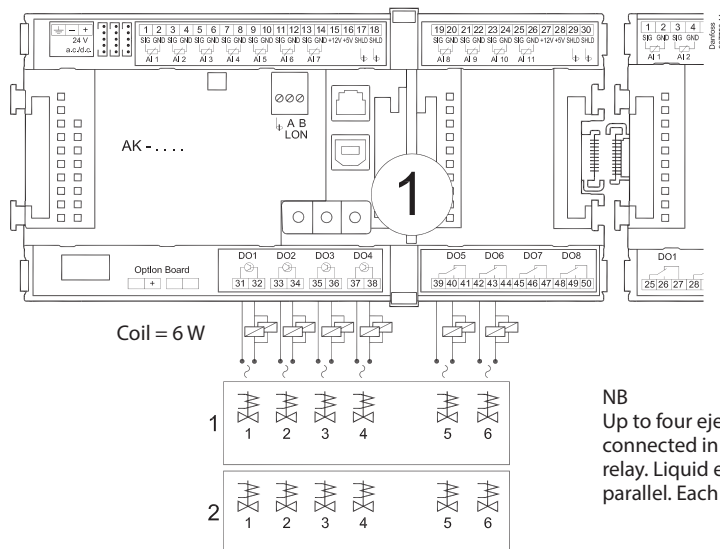 - +
24 V
a.c./d.c.
1 2 3 4 5 6 7 8 9 10 11 12 13 14 15 16 17 18
SIG GND SIG GND SIG GND SIG GND SIG GND SIG GND SIG GND +12V +5V SHLD SHLD
AI 1 AI 2 AI 3 AI 4 AI 5 AI 6 AI 7
19 20 21 22 23 24 25 26 27 28 29 30
SIG GND SIG GND SIG GND SIG GND +12V +5V SHLD SHLD
AI 8 AI 9 AI 10 AI 11
1 2 3 4
SIG GND SIG GND
AI 1 AI 2
Danfoss
A B
LON
AK - . . . .
1
Option Board
+
DO1 DO2 DO3 DO4
31 32 33 34 35 36 37 38
DO5 DO6 DO7 DO8
39 40 41 42 43 44 45 46 47 48 49 50
DO1
25 26 27 28
Coil = 6 W
1
1 2 3 4 5 6
2
1 2 3 4 5 6
NB
Up to four eje
connected in
relay. Liquid e
parallel. Each